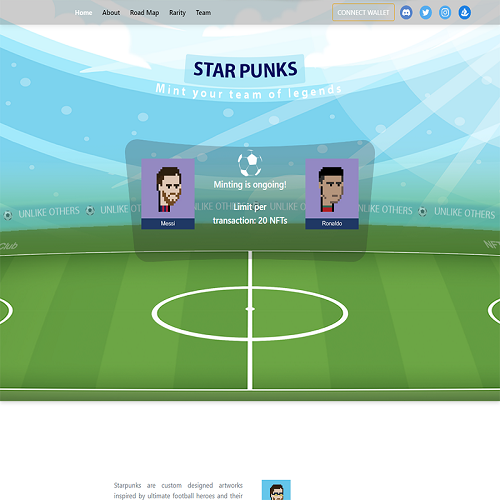 Home About Road Map Rarity Team CONNECT WALLET
STAR PUNKS
Mint your team of legends
Minting is ongoing!
Limit per
transaction: 20 NFTs
Messi
Ronaldo
UNLIKE OTHERS UNLIKE OTHERS UNLIKE OTHERS UNLIKE OTHERS
Club
Starpunks are custom designed artworks
inspired by ultimate football heroes and their